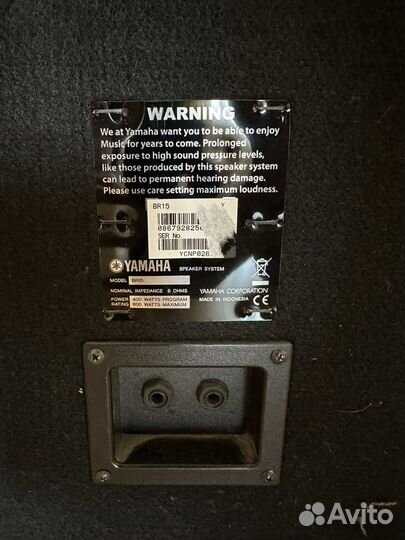 WARNING
We at Yamaha want you to be able to enjoy
Music for years to come. Prolonged
exposure to high sound pressure levels,
like those produced by this speaker system
can lead to permanent hearing damage.
Please use care setting maximum loudness.
BR15 Y
086792825
SER No.
YCNP026
YAMAHA SPEAKER SYSTEM
MODEL BR15
NOMINAL IMPEDANCE 8 OHMS
POWER RATING 400 WATTS PROGRAM
800 WATTS MAXIMUM
YAMAHA CORPORATION
MADE IN INDONESIA CE
Avito